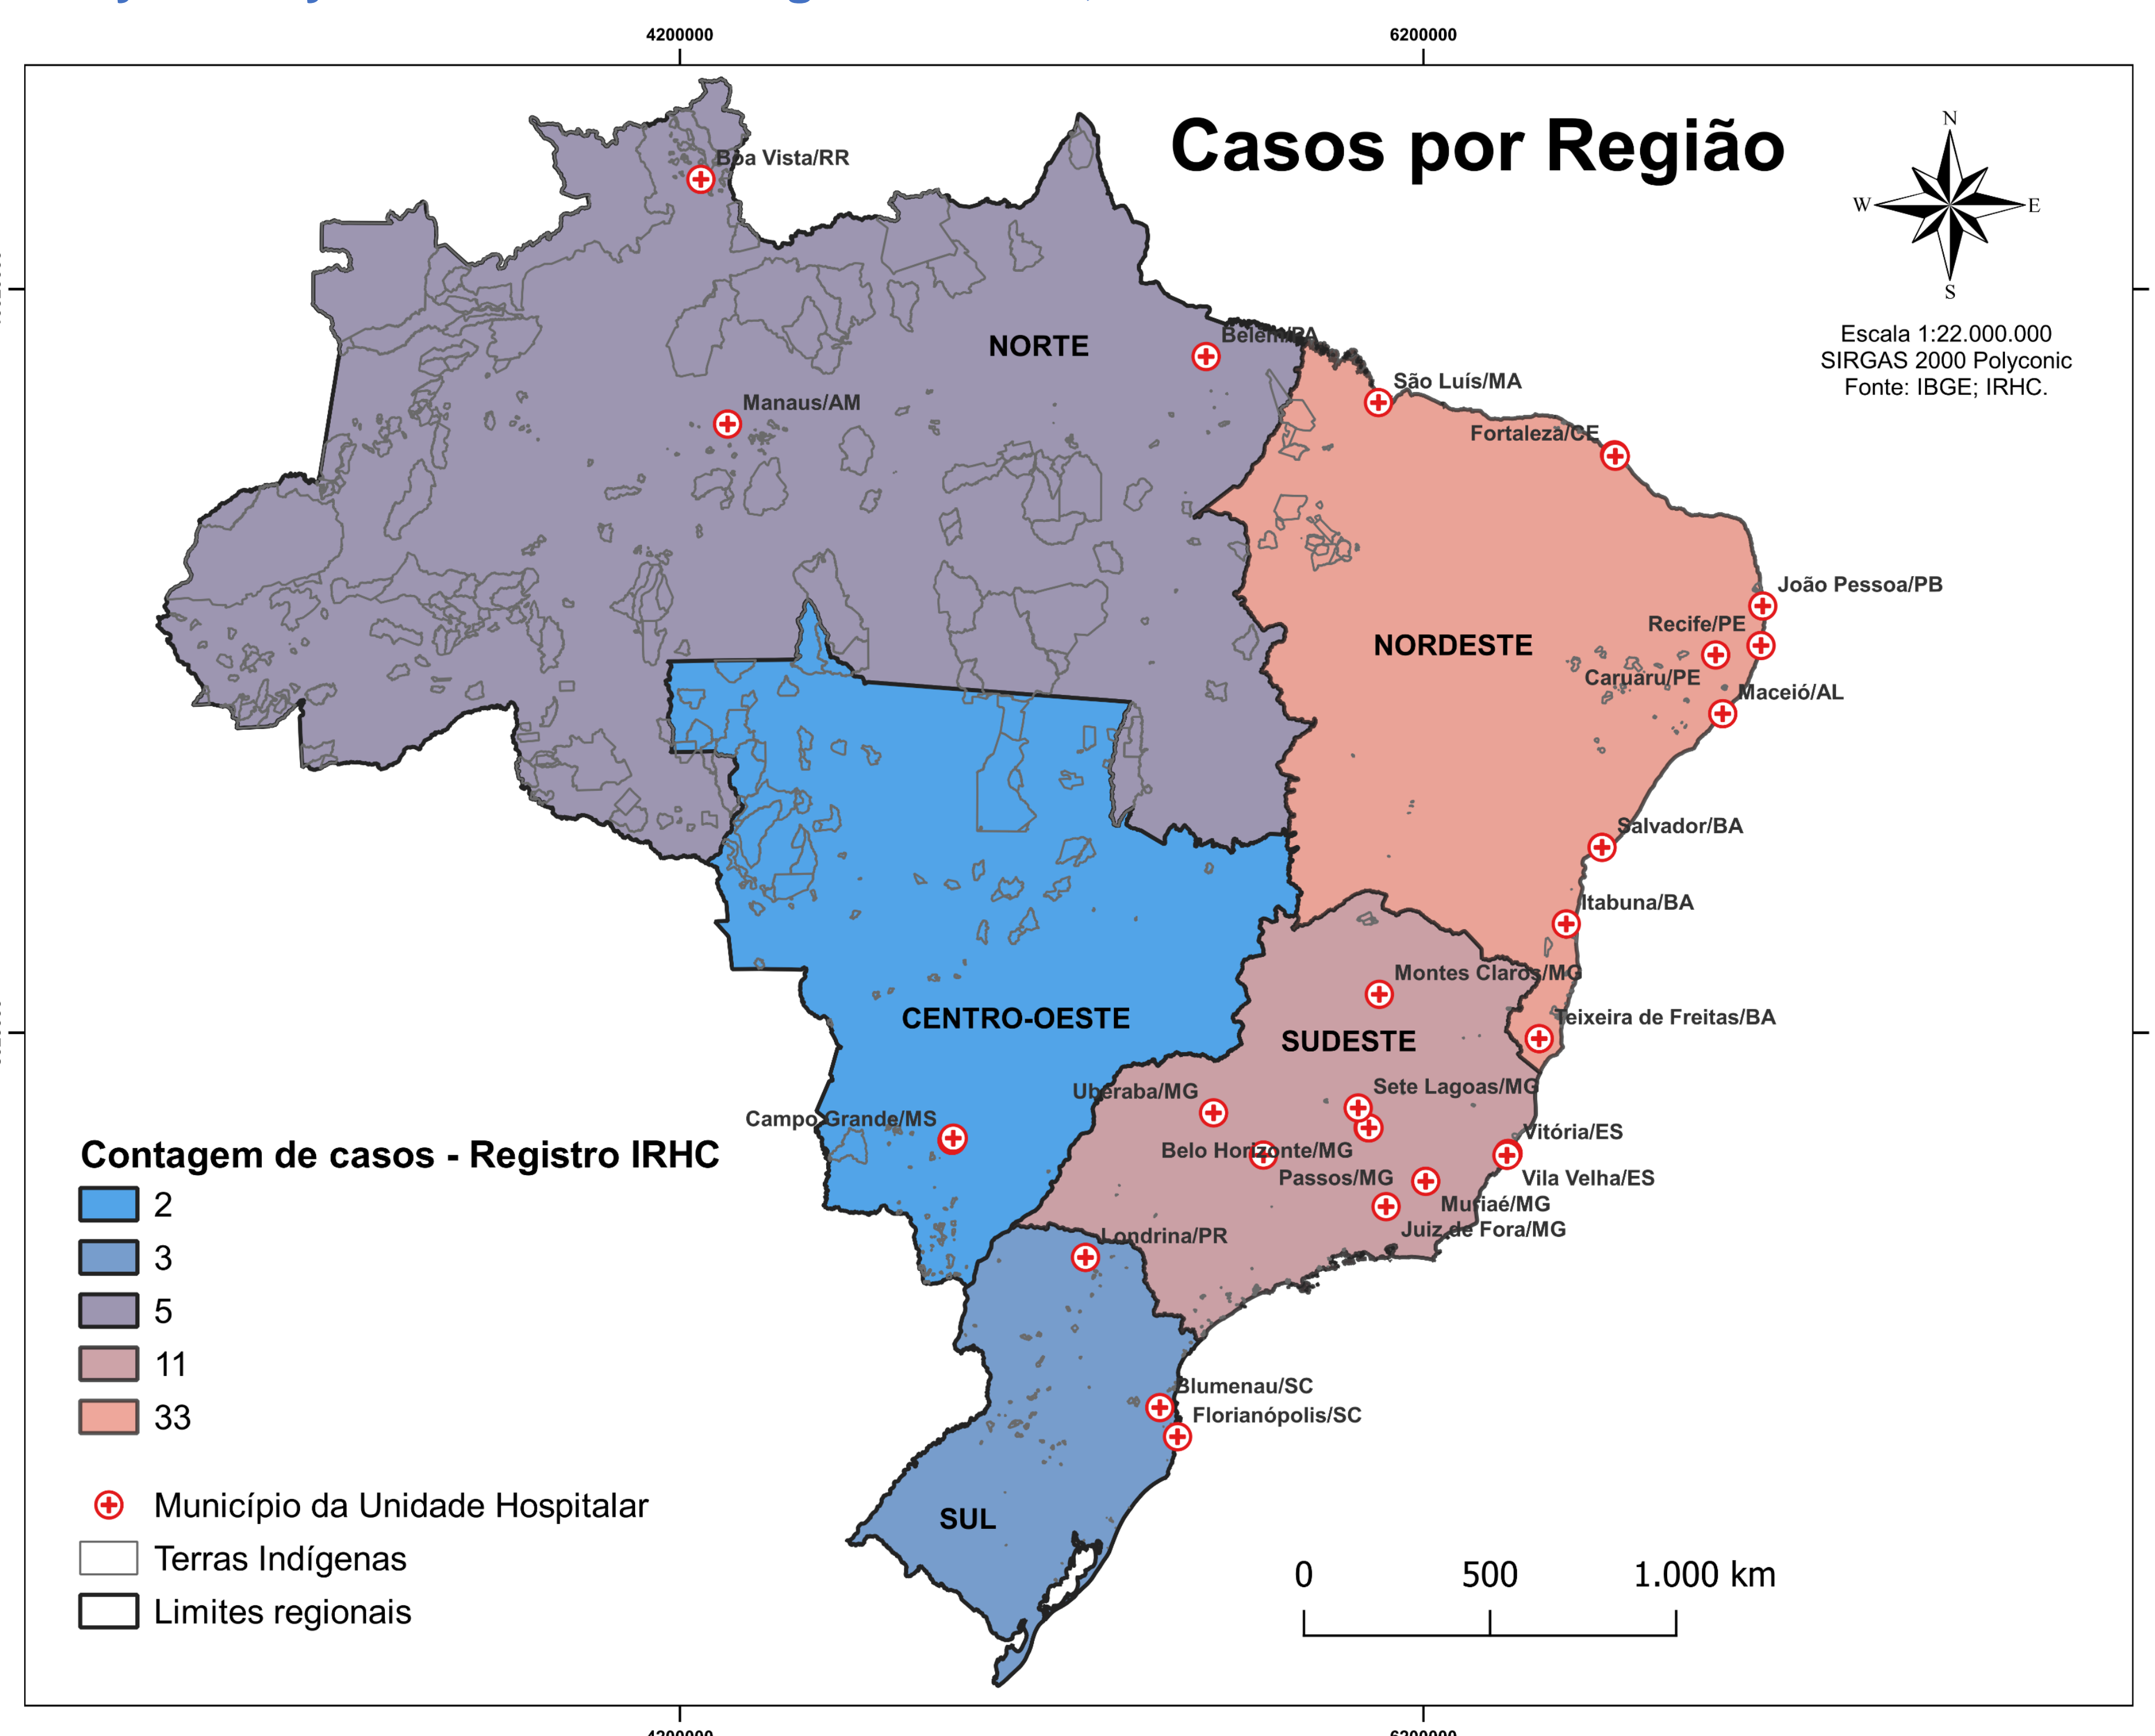 4200000
6200000
Casos por Região
N
W
E
S
Escala 1:22.000.000
SIRGAS 2000 Polyconic
Fonte: IBGE; IRHC.
Boa Vista/RR
NORTE
Belém/PA
Manaus/AM
São Luís/MA
Fortaleza/CE
João Pessoa/PB
Recife/PE
NORDESTE
Caruaru/PE
Maceió/AL
Salvador/BA
Itabuna/BA
Montes Claros/MG
Teixeira de Freitas/BA
CENTRO-OESTE
SUDESTE
Sete Lagoas/MG
Uberaba/MG
Campo Grande/MS
Vitória/ES
Belo Horizonte/MG
Passos/MG
Vila Velha/ES
Muriaé/MG
Juiz de Fora/MG
Londrina/PR
Blumenau/SC
Florianópolis/SC
SUL
Contagem de casos - Registro IRHC
2
3
5
11
33
Município da Unidade Hospitalar
Terras Indígenas
Limites regionais
0 500 1.000 km
4200000
6200000